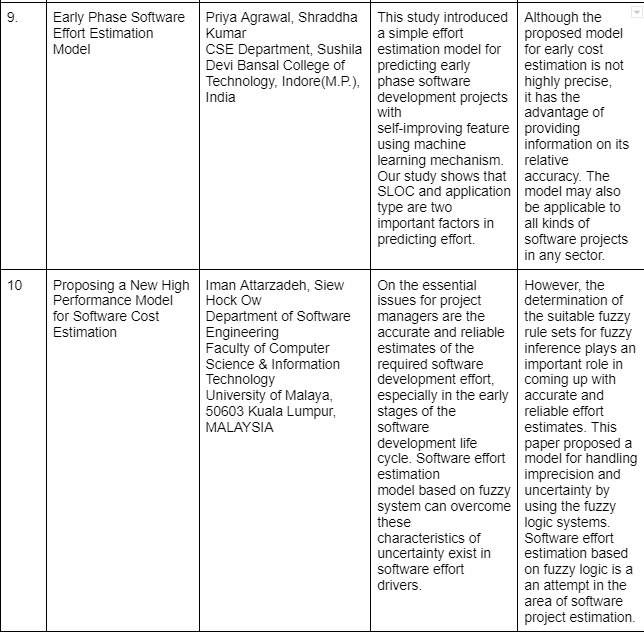 9.
Early Phase Software
Effort Estimation
Model
Priya Agrawal, Shraddha
Kumar
CSE Department, Sushila
Devi Bansal College of
Technology, Indore(M.P.),
India
This study introduced
a simple effort
estimation model for
predicting early
phase software
development projects
with
self-improving feature
using machine
learning mechanism.
Our study shows that
SLOC and application
type are two
important factors in
predicting effort.
Although the
proposed model
for early cost
estimation is not
highly precise,
it has the
advantage of
providing
information on its
relative
accuracy. The
model may also
be applicable to
all kinds of
software projects
in any sector.
10
Proposing a New High
Performance Model
for Software Cost
Estimation
Iman Attarzadeh, Siew
Hock Ow
Department of Software
Engineering
Faculty of Computer
Science & Information
Technology
University of Malaya,
50603 Kuala Lumpur,
MALAYSIA
On the essential
issues for project
managers are the
accurate and reliable
estimates of the
required software
development effort,
especially in the early
stages of the
software
development life
cycle. Software effort
estimation
model based on fuzzy
system can overcome
these
characteristics of
uncertainty exist in
software effort
drivers.
However, the
determination of
the suitable fuzzy
rule sets for fuzzy
inference plays an
important role in
coming up with
accurate and
reliable effort
estimates. This
paper proposed a
model for handling
imprecision and
uncertainty by
using the fuzzy
logic systems.
Software effort
estimation based
on fuzzy logic is a
an attempt in the
area of software
project estimation.